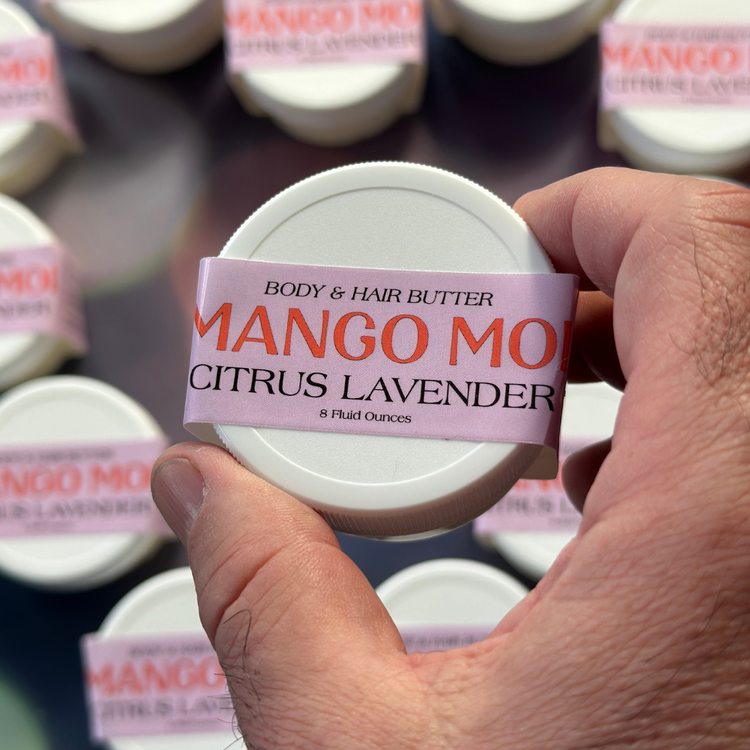 BODY & HAIR BUTTER
MANGO MO
CITRUS LAVENDER
8 Fluid Ounces